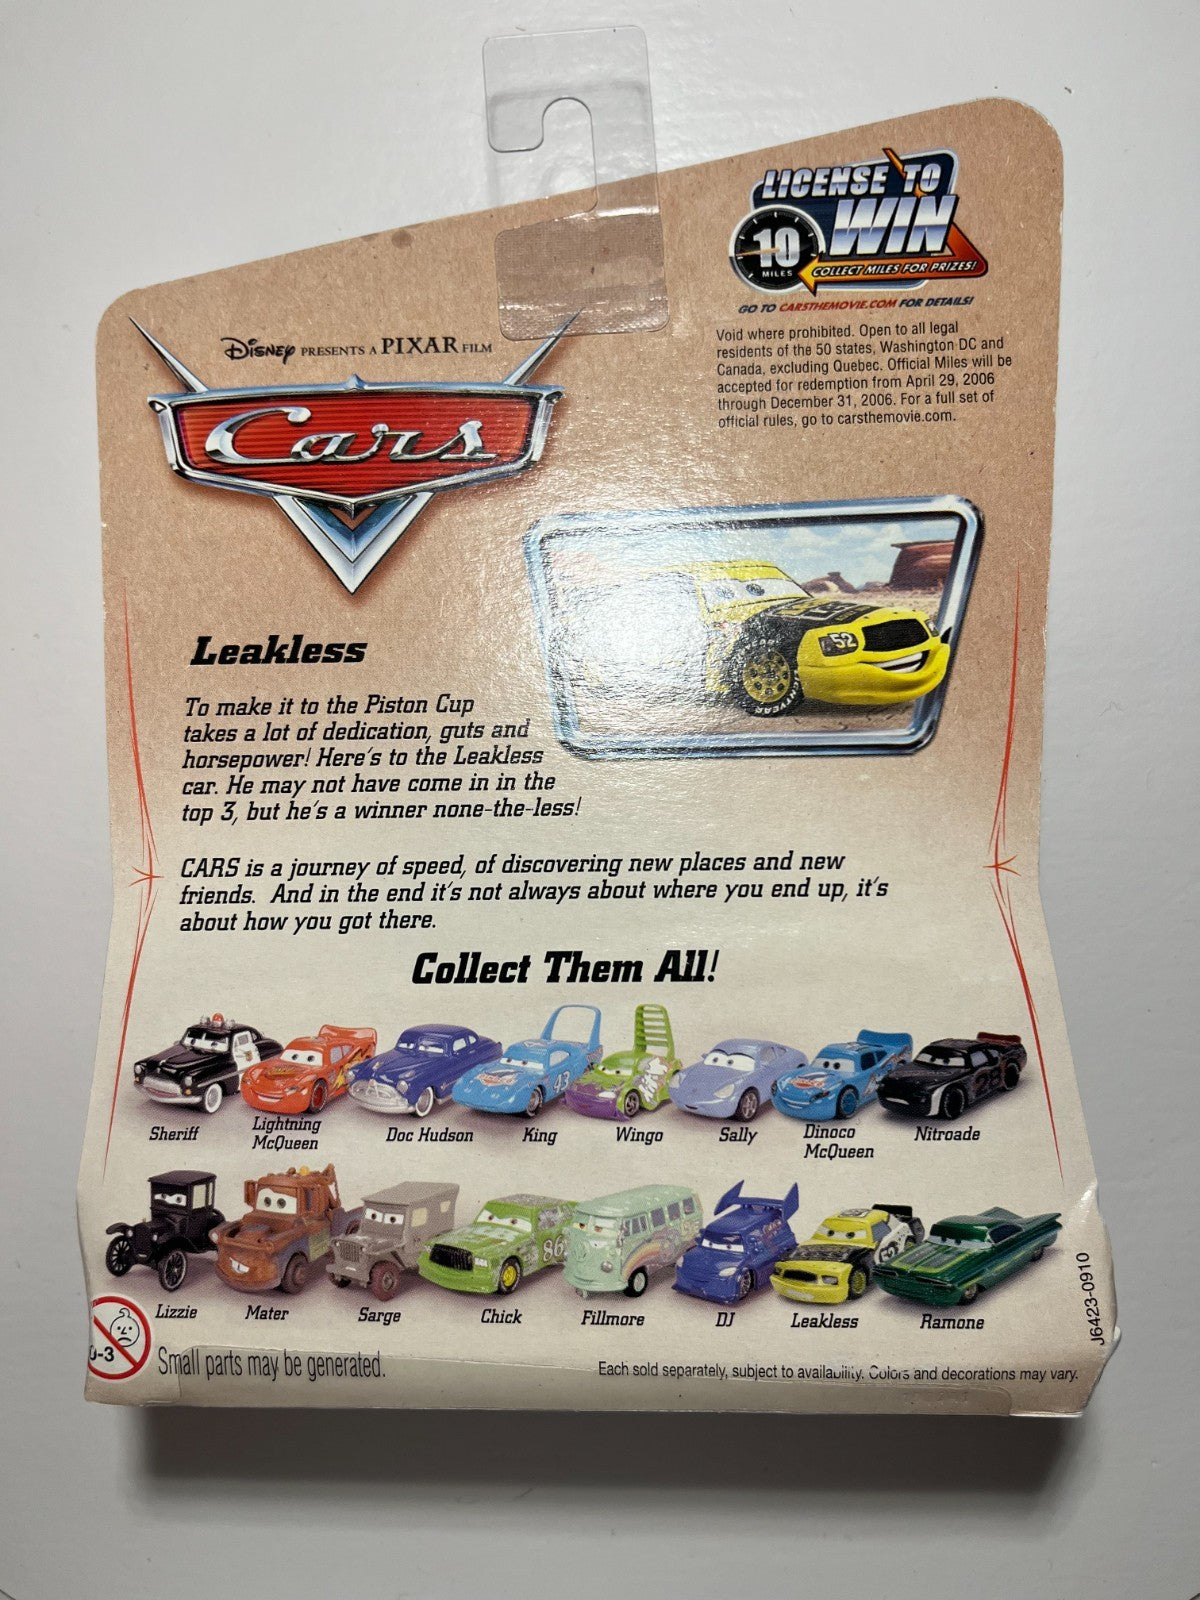 LICENSE TO
WIN
10
MILES
COLLECT MILES FOR PRIZES!
GO TO CARSTHEMOVIE.COM FOR DETAILS!
Void where prohibited. Open to all legal
residents of the 50 states, Washington DC and
Canada, excluding Quebec. Official Miles will be
accepted for redemption from April 29, 2006
through December 31, 2006. For a full set of
official rules, go to carsthemovie.com.
DISNEY PRESENTS A PIXAR FILM
Cars
52
Leakless
To make it to the Piston Cup
takes a lot of dedication, guts and
horsepower! Here's to the Leakless
car. He may not have come in in the
top 3, but he's a winner none-the-less!
CARS is a journey of speed, of discovering new places and new
friends. And in the end it's not always about where you end up, it's
about how you got there.
Collect Them All!
43
28
Sheriff
Lightning
McQueen
Doc Hudson
King
Wingo
Sally
Dinoco
McQueen
Nitroade
86
52
Lizzie
Mater
Sarge
Chick
Fillmore
DJ
Leakless
Ramone
J6423-0910
0-3
Small parts may be generated.
Each sold separately, subject to availability. Colors and decorations may vary.